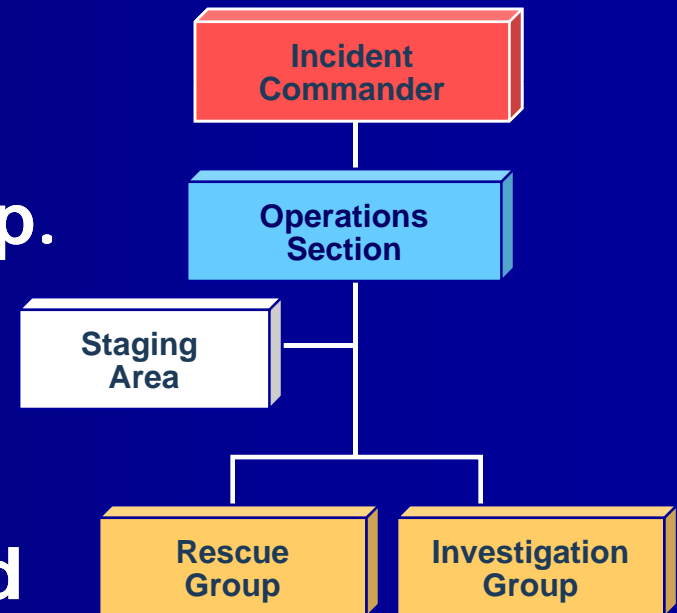 Incident
Commander
p.
Operations
Section
Staging
Area
d
Rescue
Group
Investigation
Group